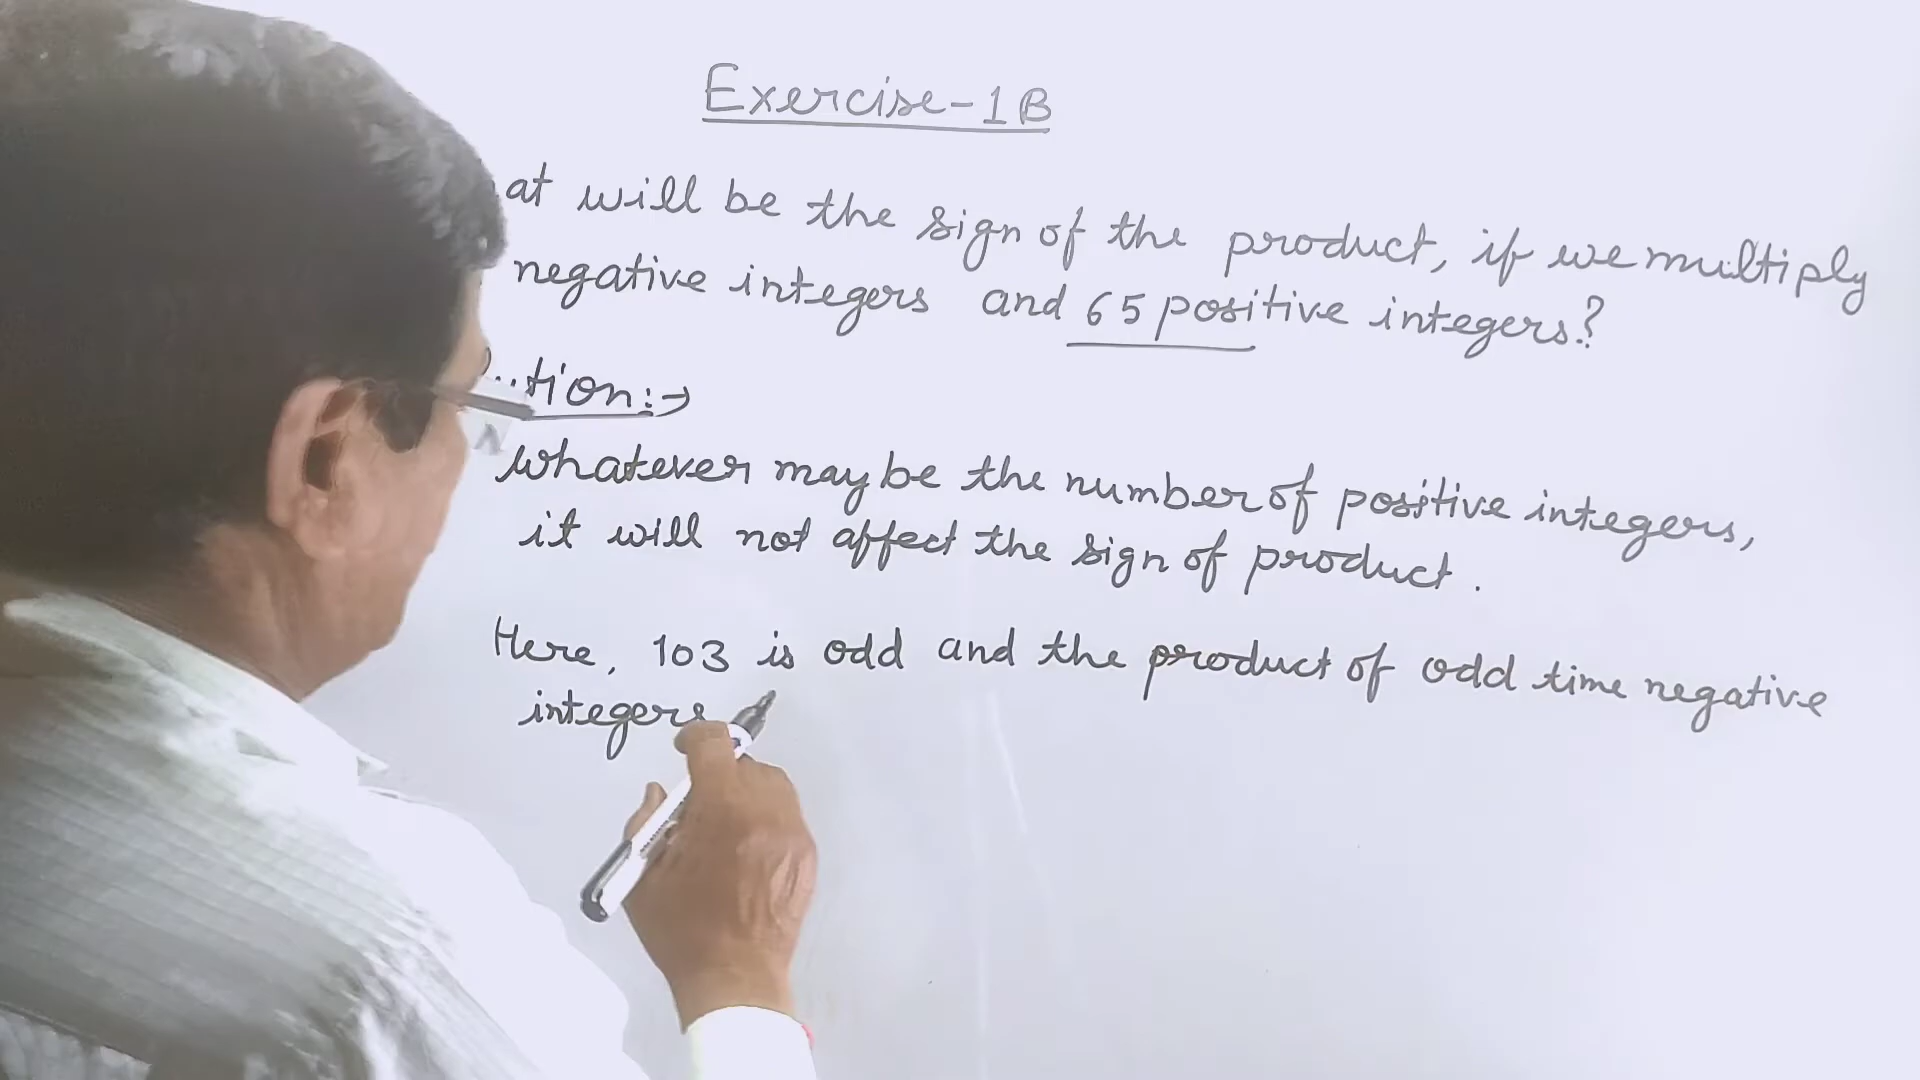 Exercise-1B
at will be the sign of the product, if we multiply
negative integers and 65 positive integers?
tion:→
whatever may be the number of positive integers,
it will not affect the sign of product.
Here, 103 is odd and the product of odd time negative
integers